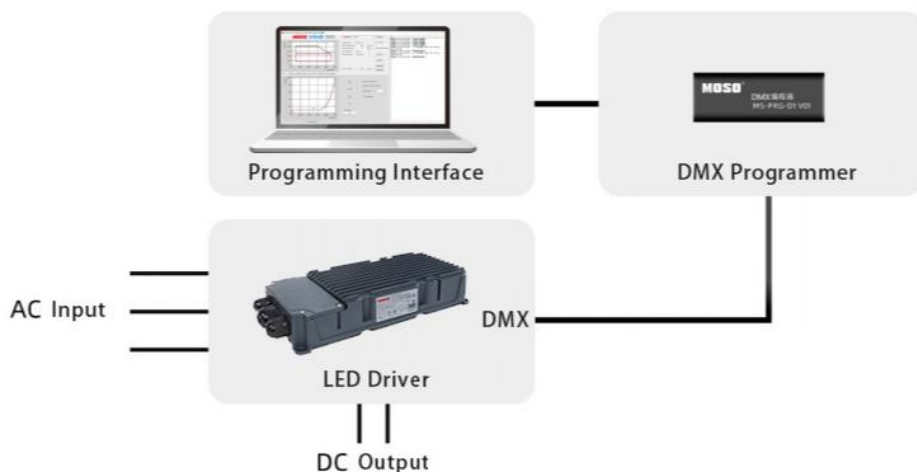 Programming Interface
MOSO
DMX编程器
MS-PRG-D1 V01
DMX Programmer
AC Input
DMX
LED Driver
DC Output